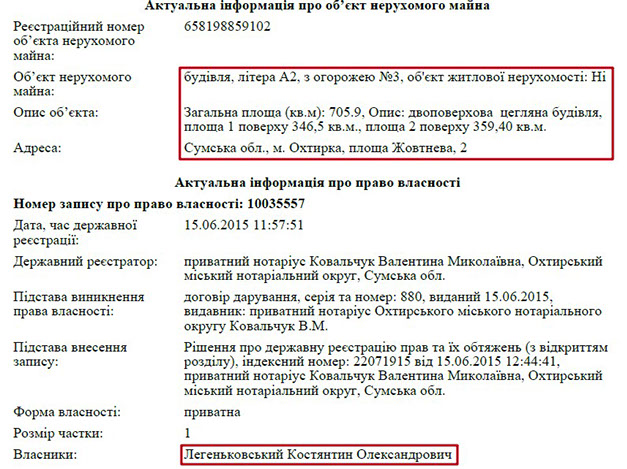 Актуальна інформація про об’єкт нерухомого майна
Реєстраційний номер об’єкта нерухомого майна: 658198859102
Об’єкт нерухомого майна: будівля, літера А2, з огорожею №3, об'єкт житлової нерухомості: Ні
Опис об’єкта: Загальна площа (кв.м): 705.9, Опис: двоповерхова цегляна будівля,
площа 1 поверху 346,5 кв.м., площа 2 поверху 359,40 кв.м.
Адреса: Сумська обл., м. Охтирка, площа Жовтнева, 2
Актуальна інформація про право власності
Номер запису про право власності: 10035557
Дата, час державної реєстрації: 15.06.2015 11:57:51
Державний реєстратор: приватний нотаріус Ковальчук Валентина Миколаївна, Охтирський
міський нотаріальний округ, Сумська обл.
Підстава виникнення права власності: договір дарування, серія та номер: 880, виданий 15.06.2015,
видавник: приватний нотаріус Охтирського міського нотаріального
округу Ковальчук В.М.
Підстава внесення запису: Рішення про державну реєстрацію прав та їх обтяжень (з відкриттям
розділу), індексний номер: 22071915 від 15.06.2015 12:44:41,
приватний нотаріус Ковальчук Валентина Миколаївна, Охтирський
міський нотаріальний округ, Сумська обл.
Форма власності: приватна
Розмір частки: 1
Власники: Легеньковський Костянтин Олександрович